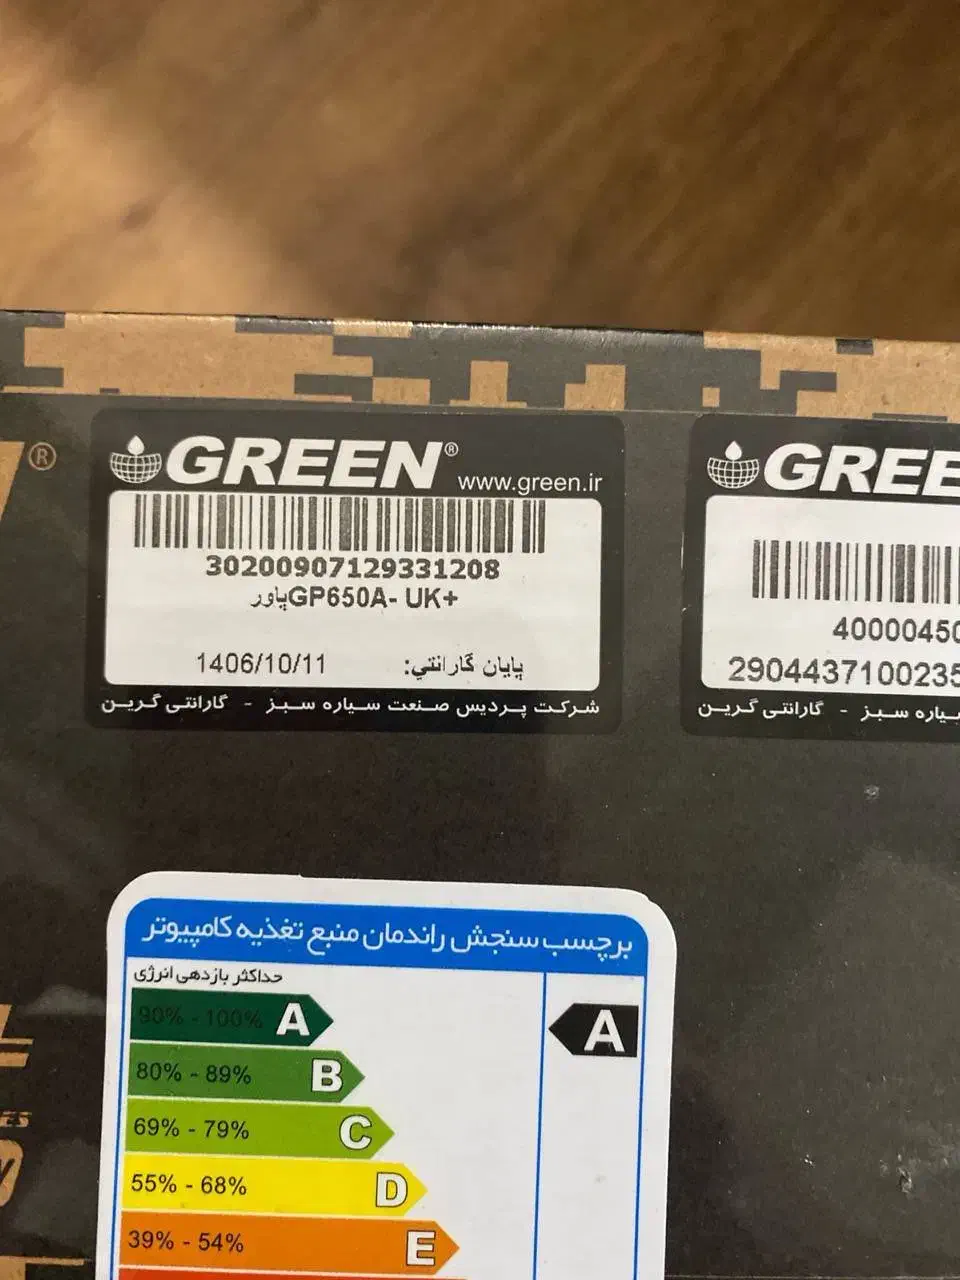 ®
GREEN®
www.green.ir
30200907129331208
پاورGP650A- UK+
پایان گارانتي: 1406/10/11
شرکت پردیس صنعت سیاره سبز - گارانتی گرین
GREE
40000450
2904437100235
سیاره سبز - گارانتی گرین
برچسب سنجش راندمان منبع تغذیه کامپیوتر
حداکثر بازدهی انرژی
90% - 100% A
A
80% - 89% B
69% - 79% C
55% - 68% D
39% - 54% E